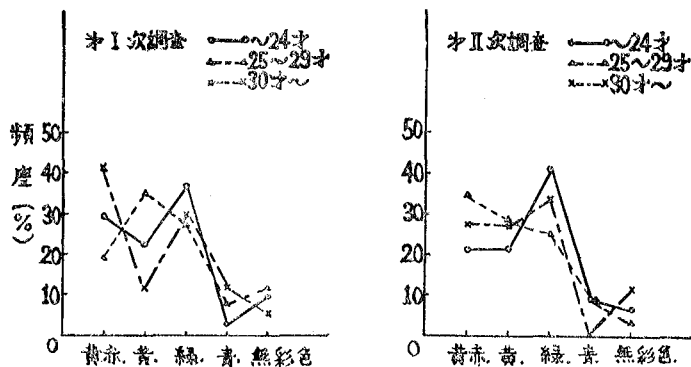 オⅠ次調査
～24才
25～29才
30才～
頻度(%)
50
40
30
20
10
0
黄赤. 黄. 緑. 青. 無彩色
オⅡ次調査
～24才
25～29才
30才～
50
40
30
20
10
0
黄赤. 黄. 緑. 青. 無彩色.